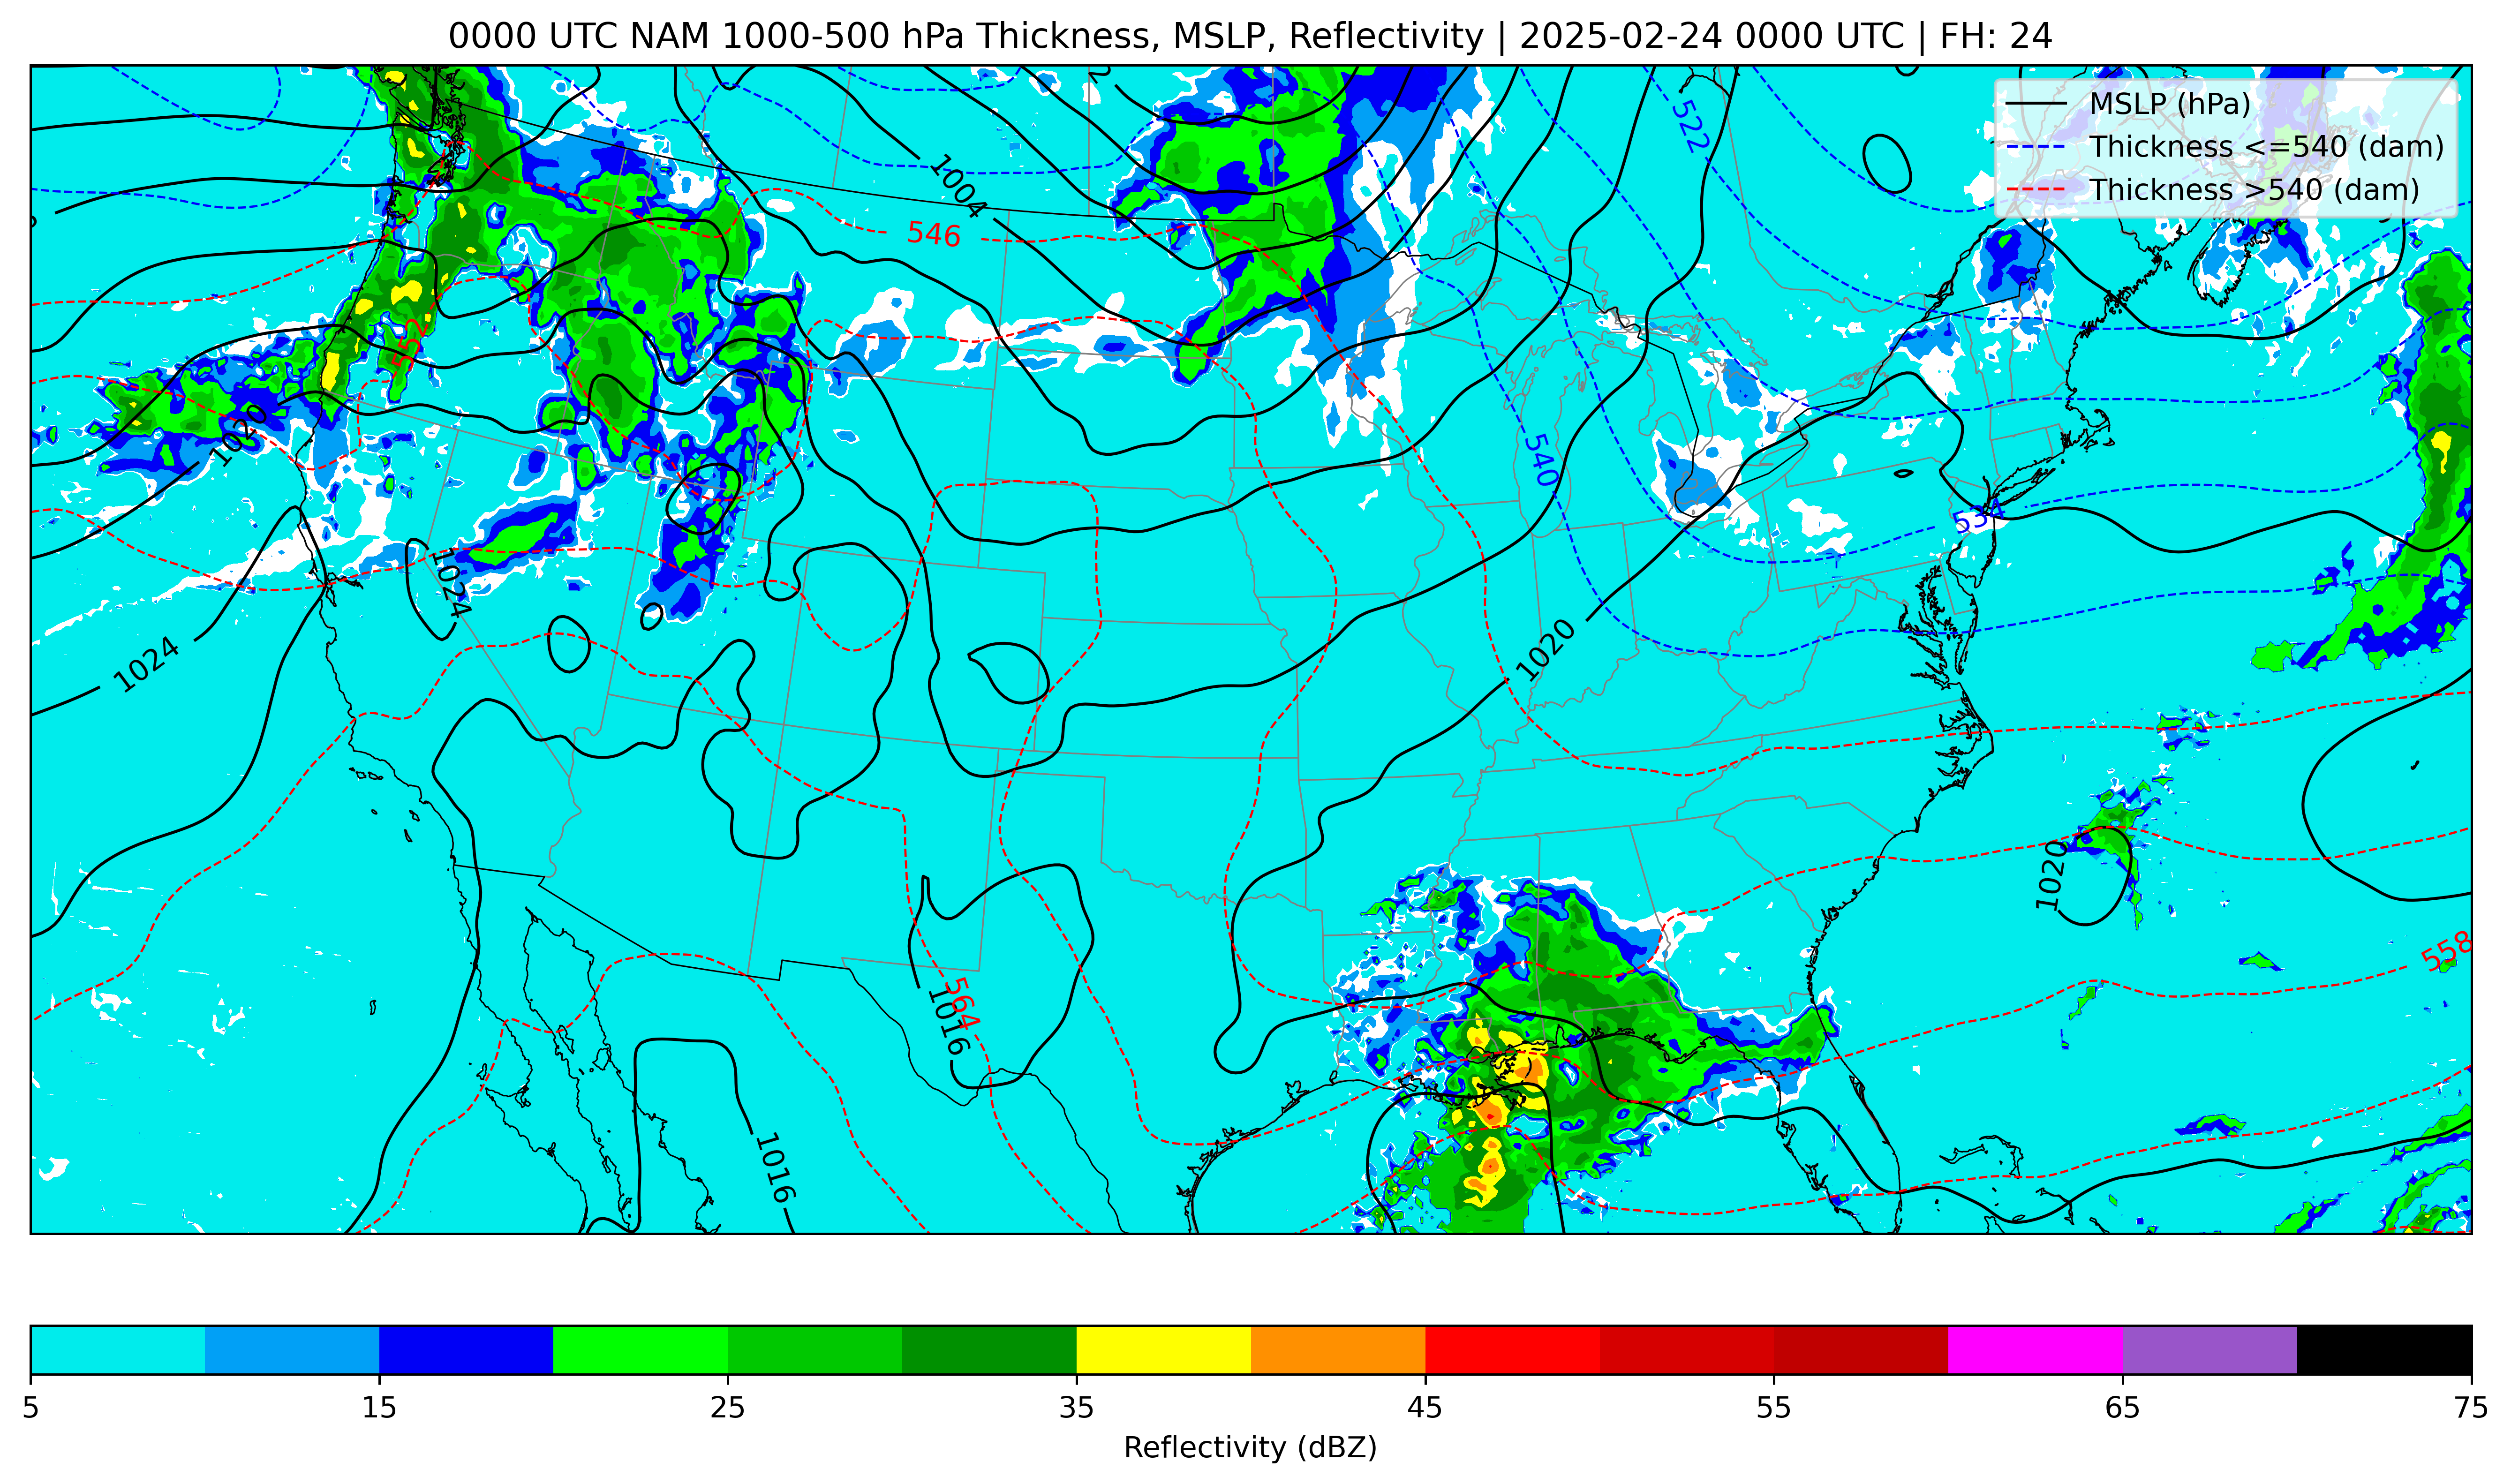 0000 UTC NAM 1000-500 hPa Thickness, MSLP, Reflectivity | 2025-02-24 0000 UTC | FH: 24
MSLP (hPa)
Thickness <=540 (dam)
Thickness >540 (dam)
522
1004
546
552
1020
540
534
1024
1020
1024
1020
558
564
1016
1016
5 15 25 35 45 55 65 75
Reflectivity (dBZ)